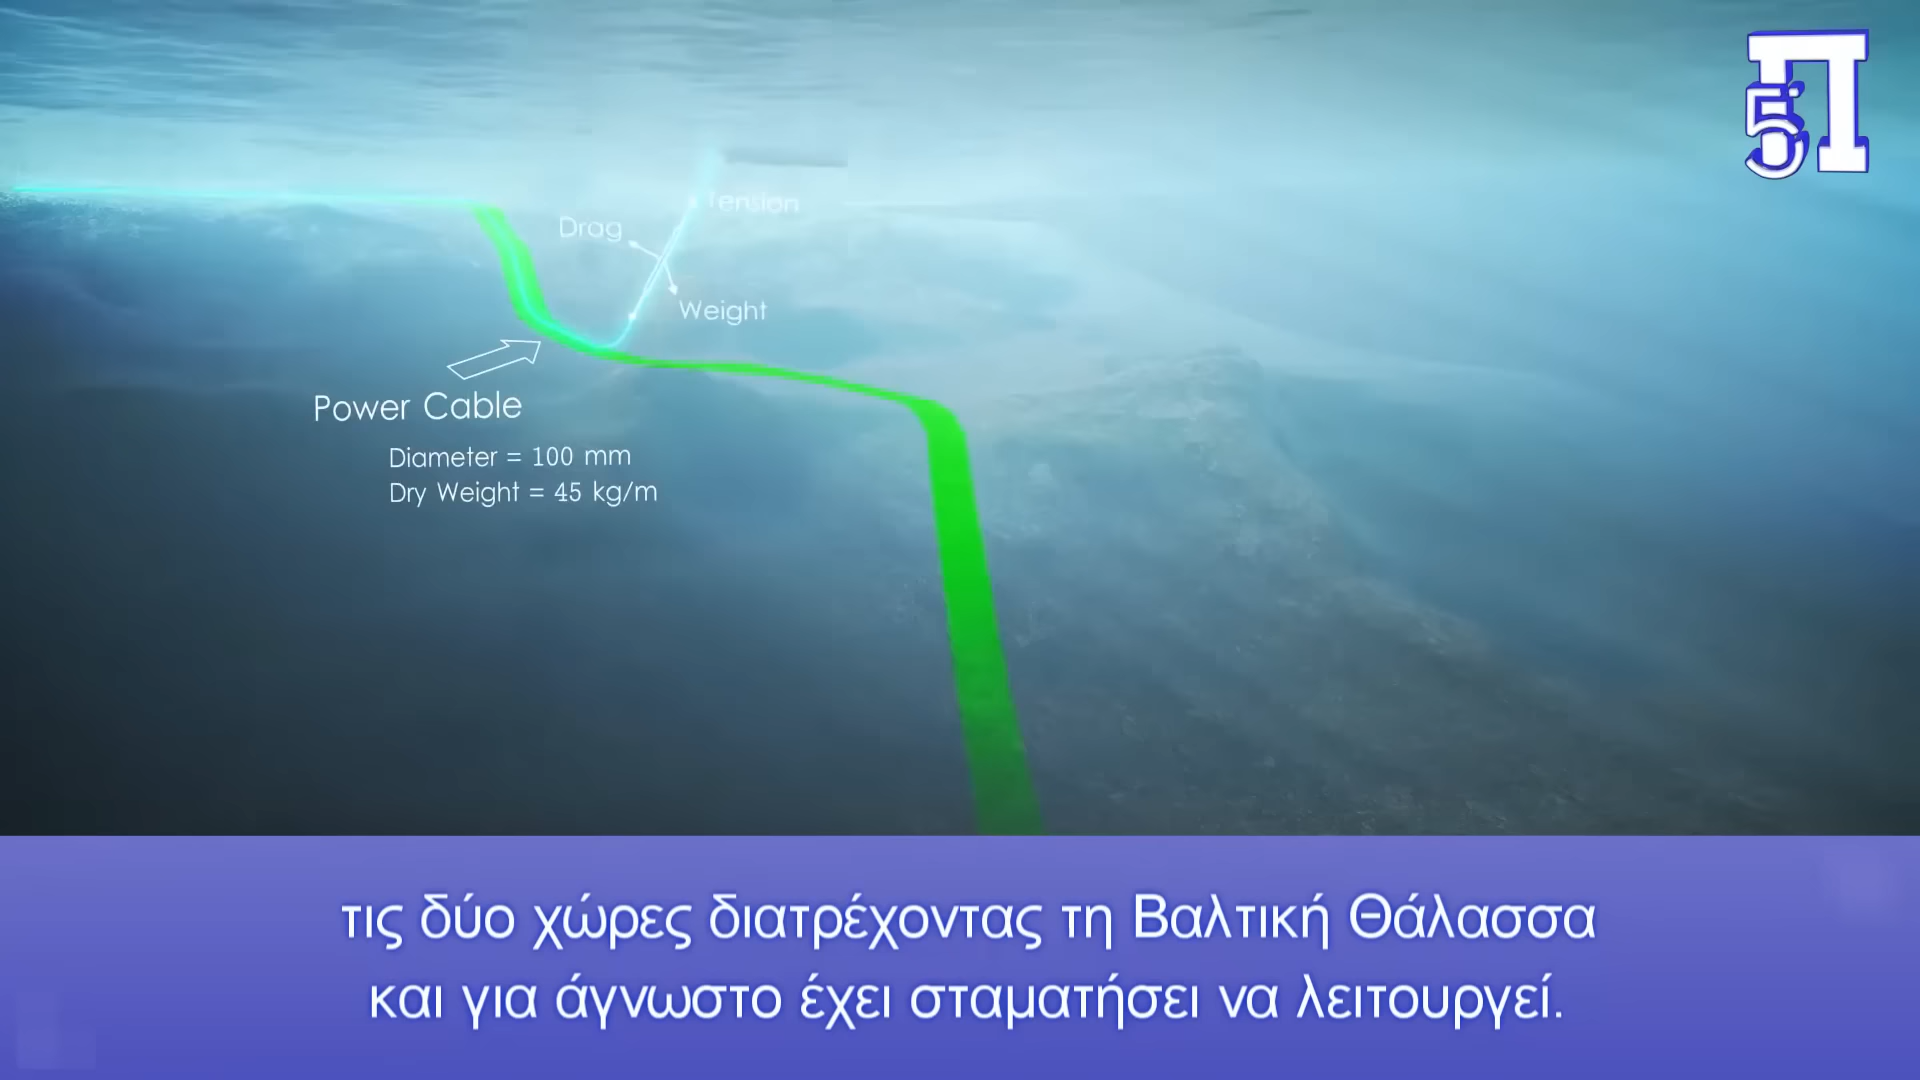 5
Π
Tension
Drag
Weight
Power Cable
Diameter = 100 mm
Dry Weight = 45 kg/m
τις δύο χώρες διατρέχοντας τη Βαλτική Θάλασσα
και για άγνωστο έχει σταματήσει να λειτουργεί.